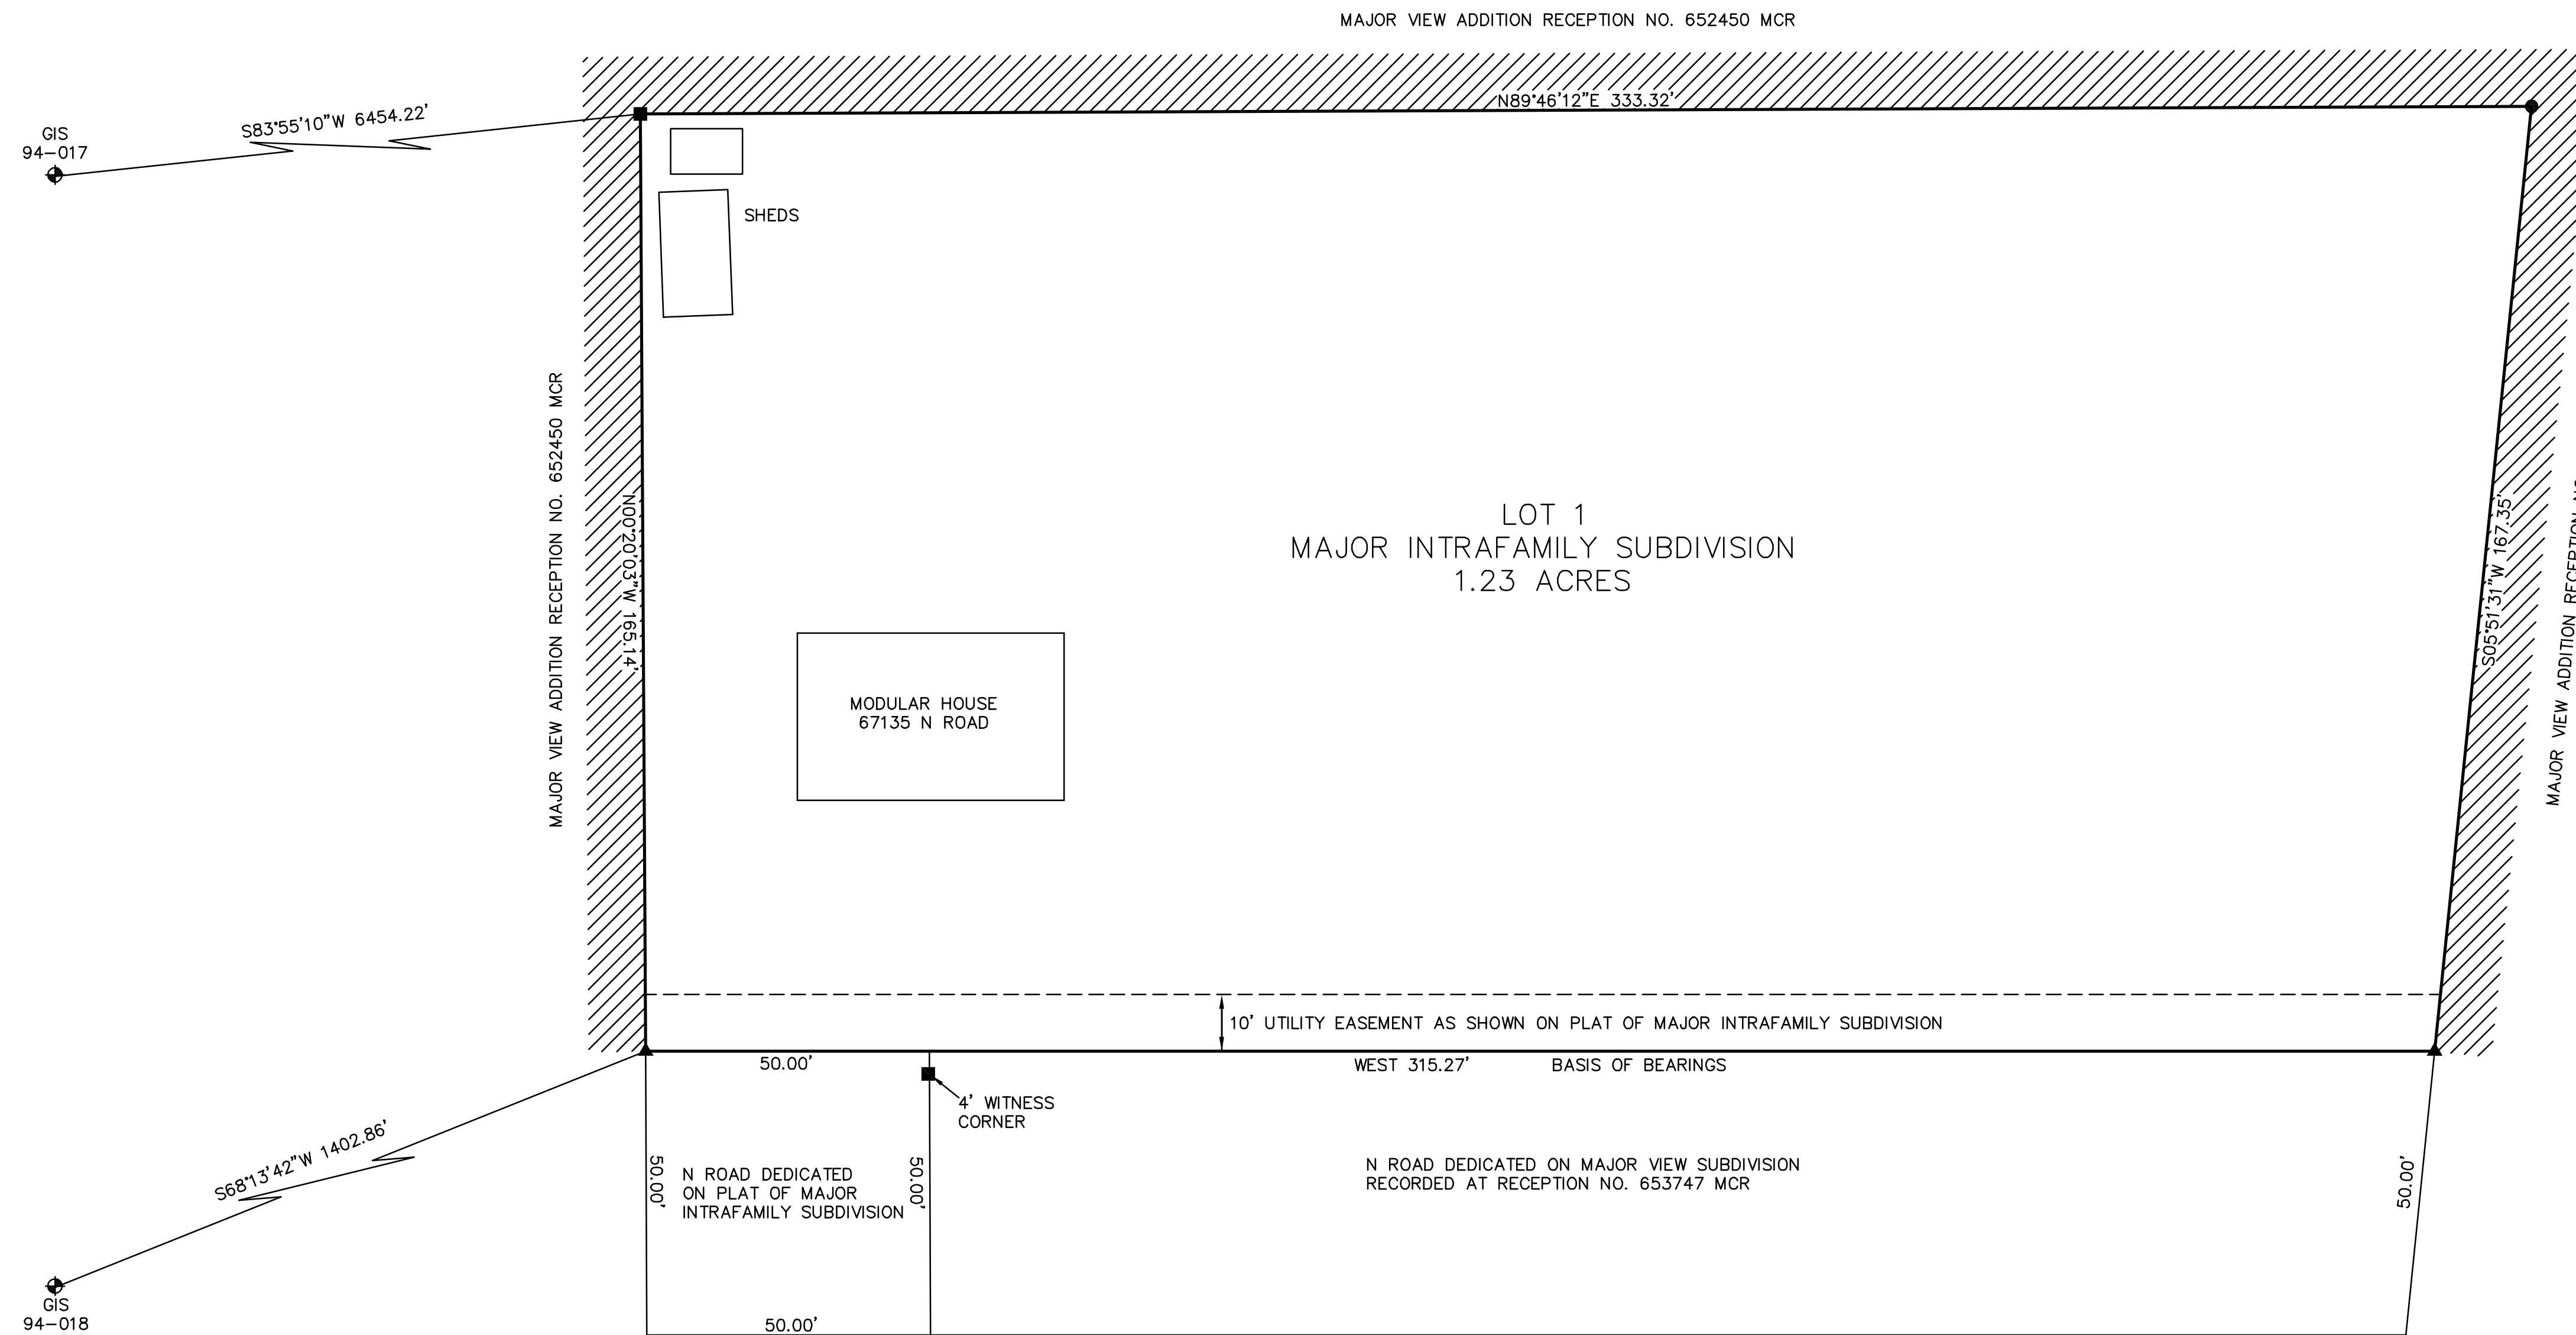 MAJOR VIEW ADDITION RECEPTION NO. 652450 MCR
N89°46'12"E 333.32'
S83°55'10"W 6454.22'
GIS
94-017
SHEDS
MAJOR VIEW ADDITION RECEPTION NO. 652450 MCR
N00°20'03"W 165.14'
LOT 1
MAJOR INTRAFAMILY SUBDIVISION
1.23 ACRES
S05°51'31"W 167.35'
MAJOR VIEW ADDITION RECEPTION NO.
MODULAR HOUSE
67135 N ROAD
10' UTILITY EASEMENT AS SHOWN ON PLAT OF MAJOR INTRAFAMILY SUBDIVISION
50.00'
WEST 315.27' BASIS OF BEARINGS
4' WITNESS
CORNER
S68°13'42"W 1402.86'
50.00'
N ROAD DEDICATED
ON PLAT OF MAJOR
INTRAFAMILY SUBDIVISION
50.00'
N ROAD DEDICATED ON MAJOR VIEW SUBDIVISION
RECORDED AT RECEPTION NO. 653747 MCR
50.00'
GIS
94-018
50.00'